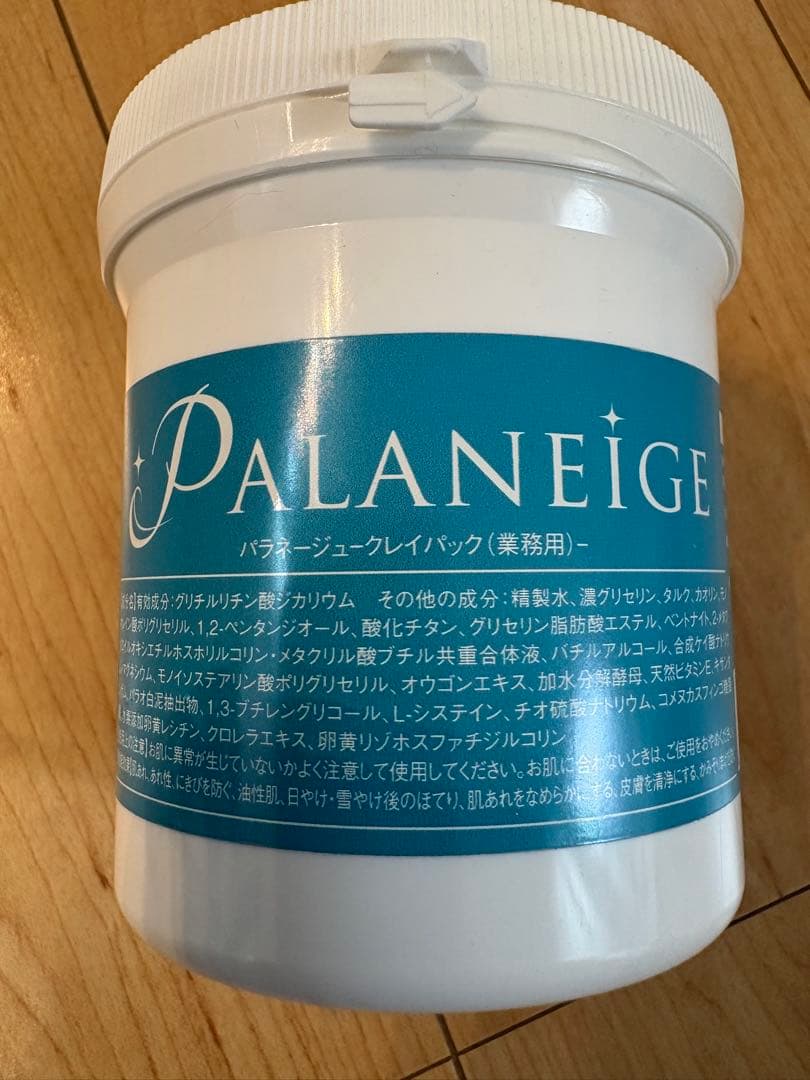 PALANEIGE
パラネージュークレイパック(業務用)−
有効成分:グリチルリチン酸ジカリウム その他の成分:精製水、濃グリセリン、タルク、カオリン、モノ
酸ポリグリセリル、1,2-ペンタンジオール、酸化チタン、グリセリン脂肪酸エステル、ベントナイト、2-メタク
イルオキシエチルホスホリルコリン・メタクリル酸ブチル共重合体液、バチルアルコール、合成ケイ酸ナトリウ
マグネシウム、モノイソステアリン酸ポリグリセリル、オウゴンエキス、加水分解酵母、天然ビタミンE、キサンタ
パラオ白泥抽出物、1,3-ブチレングリコール、L-システイン、チオ硫酸ナトリウム、コメヌカスフィンゴ糖脂
水素添加卵黄レシチン、クロレラエキス、卵黄リゾホスファチジルコリン
上の注意】お肌に異常が生じていないかよく注意して使用してください。お肌に合わないときは、ご使用をおやめください。
肌あれ、あれ性、にきびを防ぐ、油性肌、日やけ・雪やけ後のほてり、肌あれをなめらかにする、皮膚を清浄にする、かみそり